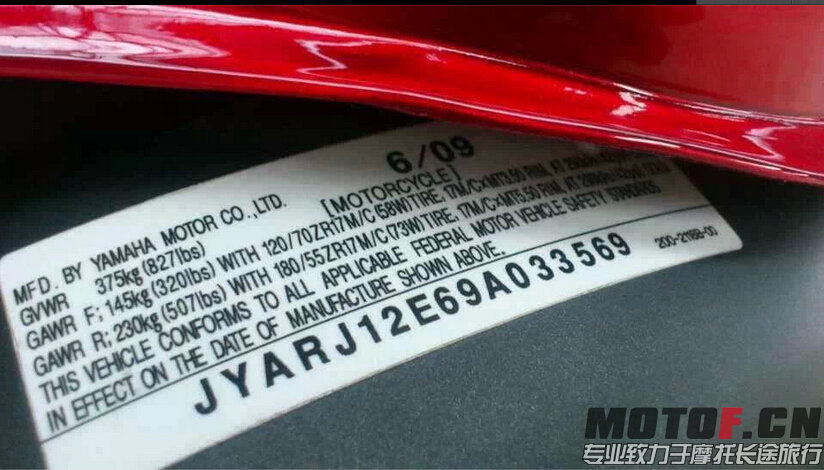 6/09
MFD. BY YAMAHA MOTOR CO.,LTD. [MOTORCYCLE]
GVWR 375kg (827lbs)
GAWR F; 145kg (320lbs) WITH 120/70ZR17M/C (58W) TIRE, 17M/C×MT3.50 RIM, AT
GAWR R; 230kg (507lbs) WITH 180/55ZR17M/C (73W) TIRE, 17M/C×MT5.50 RIM, AT
THIS VEHICLE CONFORMS TO ALL APPLICABLE FEDERAL MOTOR VEHICLE SAFETY STANDARDS
IN EFFECT ON THE DATE OF MANUFACTURE SHOWN ABOVE.
200-21188-00
JYARJ12E69A033569
MOTOF.CN
专业致力于摩托长途旅行